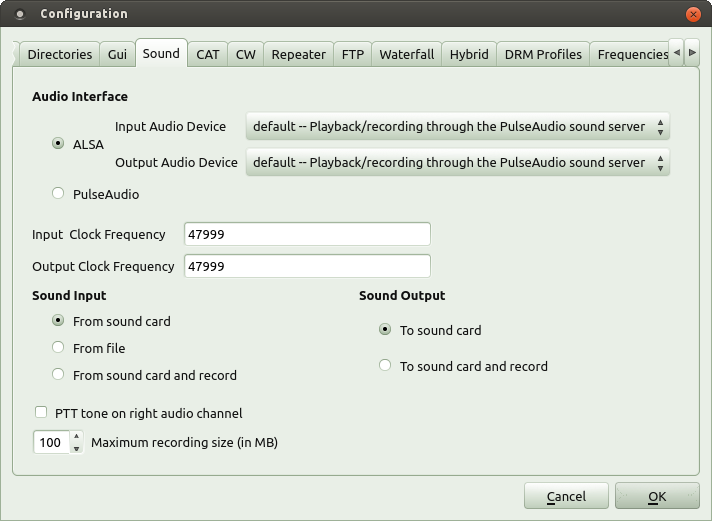 Configuration
Directories Gui Sound CAT CW Repeater FTP Waterfall Hybrid DRM Profiles Frequencies
Audio Interface
Input Audio Device default -- Playback/recording through the PulseAudio sound server
ALSA
Output Audio Device default -- Playback/recording through the PulseAudio sound server
PulseAudio
Input Clock Frequency 47999
Output Clock Frequency 47999
Sound Input Sound Output
From sound card
To sound card
From file
To sound card and record
From sound card and record
PTT tone on right audio channel
100 Maximum recording size (in MB)
Cancel OK